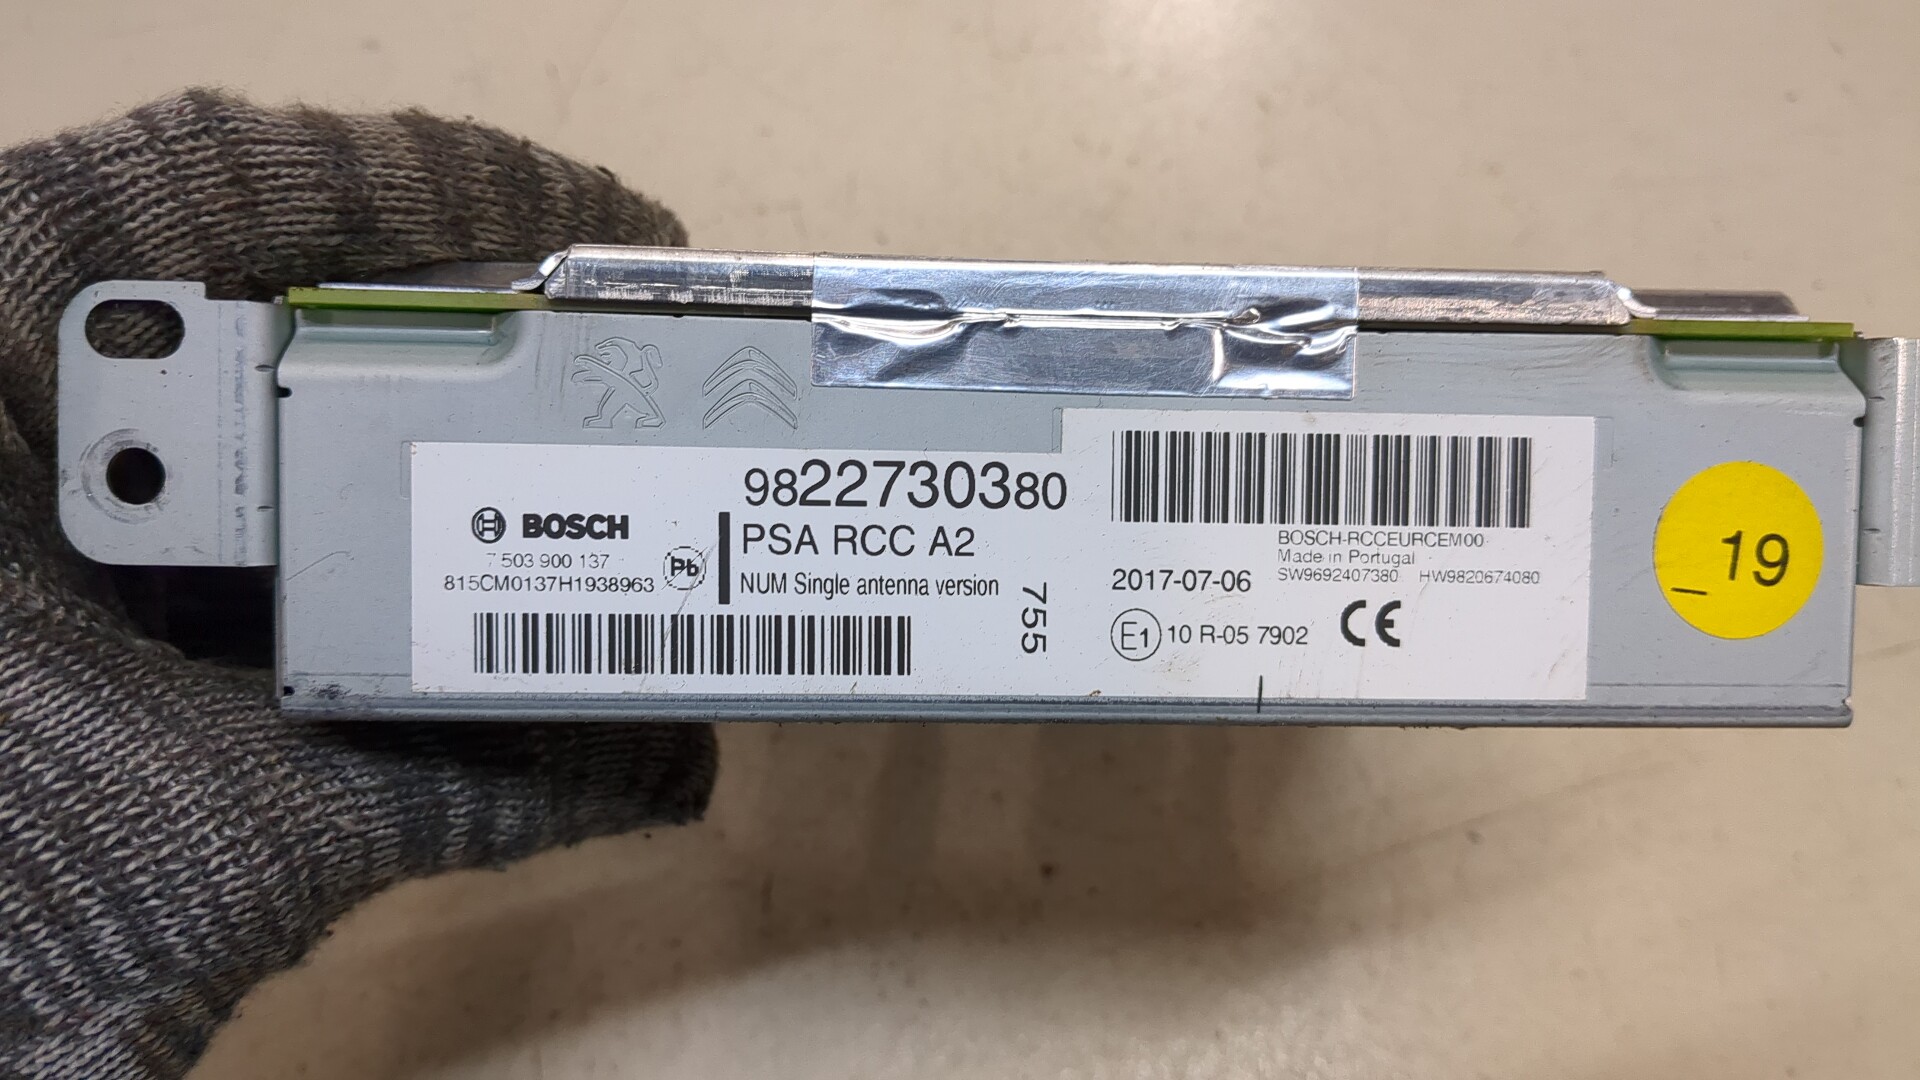 9822730380
BOSCH
PSA RCC A2
7 503 900 137
815CM0137H1938963
Pb
NUM Single antenna version
755
BOSCH-RCCEURCEM00
Made in Portugal
SW9692407380 HW9820674080
2017-07-06
E1 10 R-05 7902 CE
_19